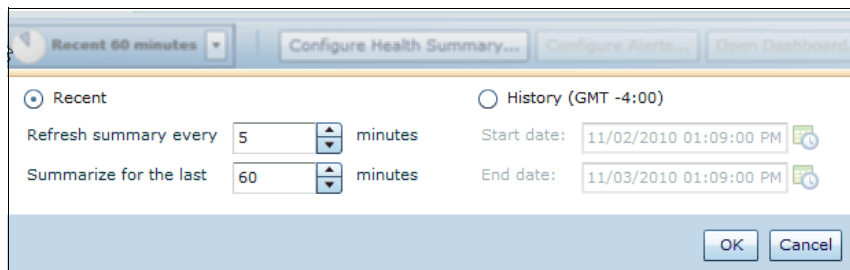 Recent 60 minutes Configure Health Summary... Configure Alerts... Open Dashboard
Recent History (GMT -4:00)
Refresh summary every 5 minutes Start date: 11/02/2010 01:09:00 PM
Summarize for the last 60 minutes End date: 11/03/2010 01:09:00 PM
OK Cancel